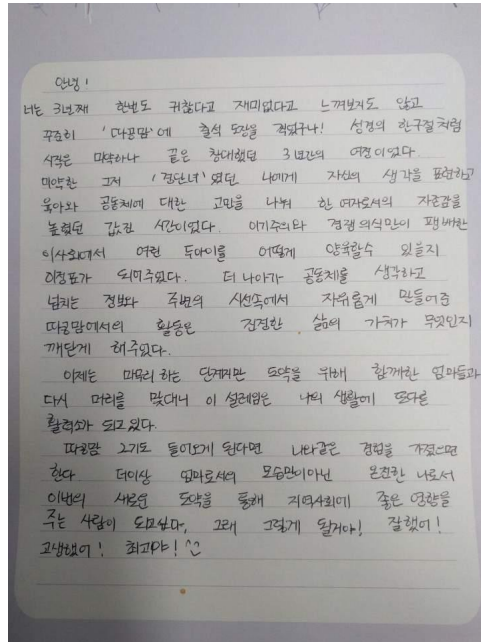 안녕!
너는 3년째 한번도 귀찮다고 재미없다고 느껴보지도 않고
꾸준히 '따공맘'에 출석 도장을 찍었구나! 성경의 한구절처럼
시작은 미약하나 끝은 창대했던 3년간의 여정이었다.
미약한 그저 '경단녀'였던 나에게 자신의 생각을 표현하고
육아와 공동체에 대한 고민을 나눠 한 여자로서의 자존감을
높혔던 값진 시간이었다. 이기주의와 경쟁의식만이 팽배한
이사회에서 어린 두아이를 어떻게 양육할수 있을지
이정표가 되어주었다. 더 나아가 공동체를 생각하고
넘치는 정보와 주변의 시선속에서 자유롭게 만들어준
따공맘에서의 활동은 진정한 삶의 가치가 무엇인지
깨닫게 해주었다.
이제는 마무리 하는 단계지만 도약을 위해 함께한 엄마들과
다시 머리를 맞대니 이 설레임은 나의 생활에 또다른
활력소가 되고 있다.
따공맘 2기도 들어오게 된다면 나와같은 경험을 가졌으면
한다. 더이상 엄마로서의 모습만이아닌 온전한 나로서
이번의 새로운 도약을 통해 지역사회에 좋은 영향을
주는 사람이 되고싶다, 그래 그렇게 될거야! 잘했어!
고생했어! 최고야! ^^